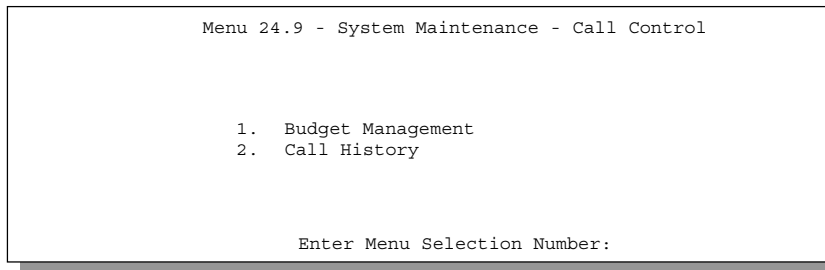 Menu 24.9 - System Maintenance - Call Control
1. Budget Management
2. Call History
Enter Menu Selection Number: